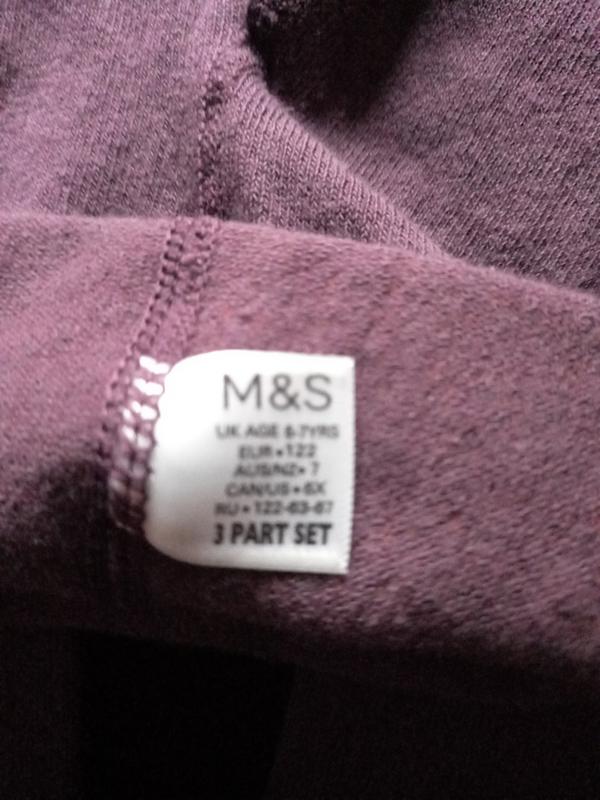 M&S
UK AGE 6-7YRS
EUR • 122
AUS/NZ • 7
CAN/US • 6X
RU • 122-63-57
3 PART SET